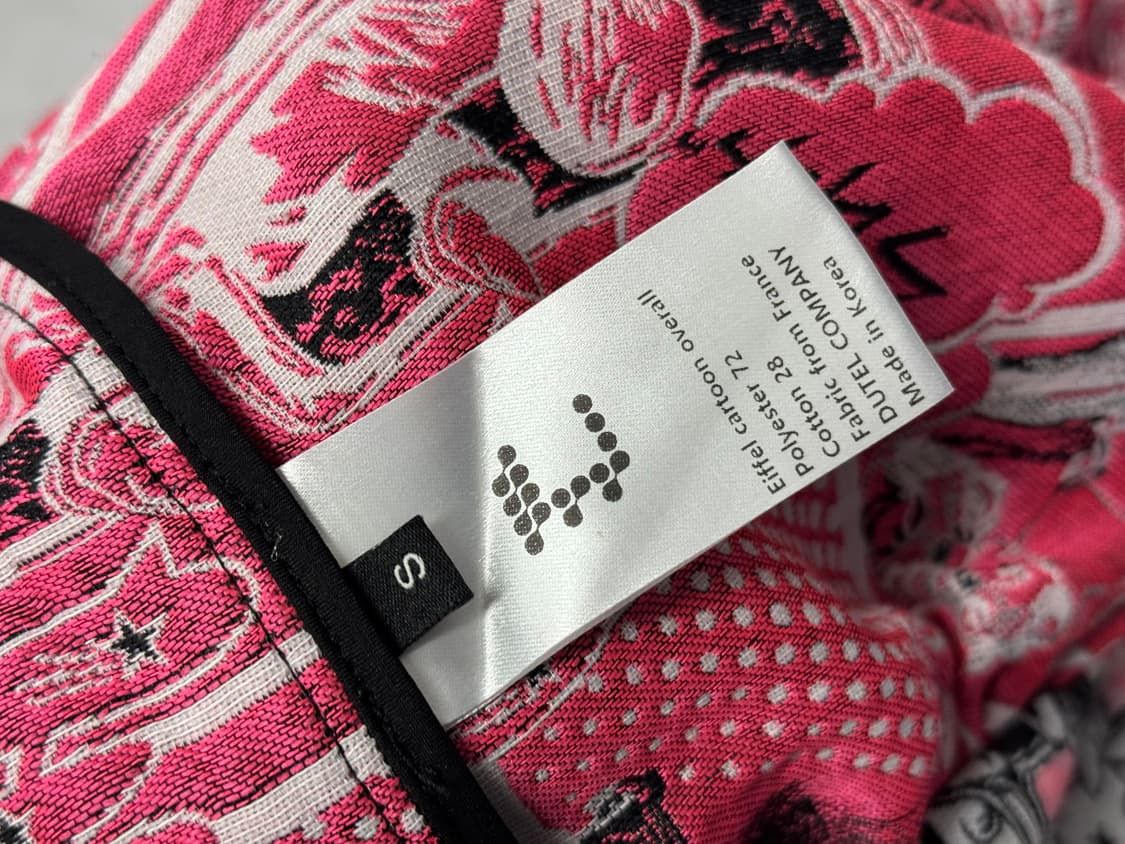 Eiffel cartoon overall
Polyester 72
Cotton 28
Fabric from France
DUTEL COMPANY
Made in Korea
S